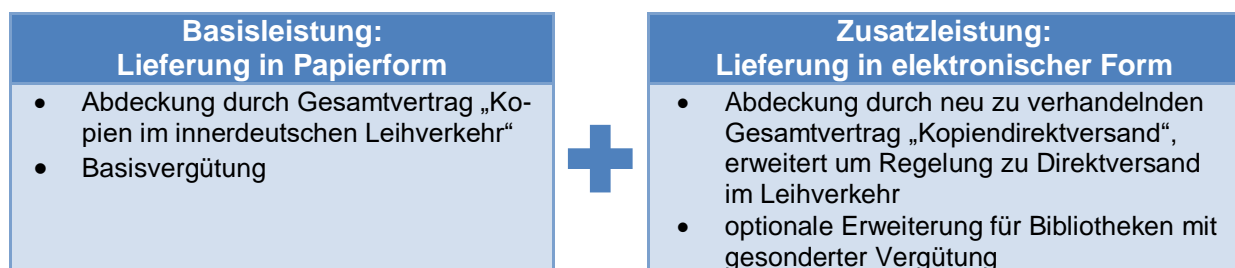 Basisleistung:
Lieferung in Papierform
• Abdeckung durch Gesamtvertrag „Ko-
pien im innerdeutschen Leihverkehr“
• Basisvergütung
Zusatzleistung:
Lieferung in elektronischer Form
• Abdeckung durch neu zu verhandelnden
Gesamtvertrag „Kopiendirektversand“,
erweitert um Regelung zu Direktversand
im Leihverkehr
• optionale Erweiterung für Bibliotheken mit
gesonderter Vergütung